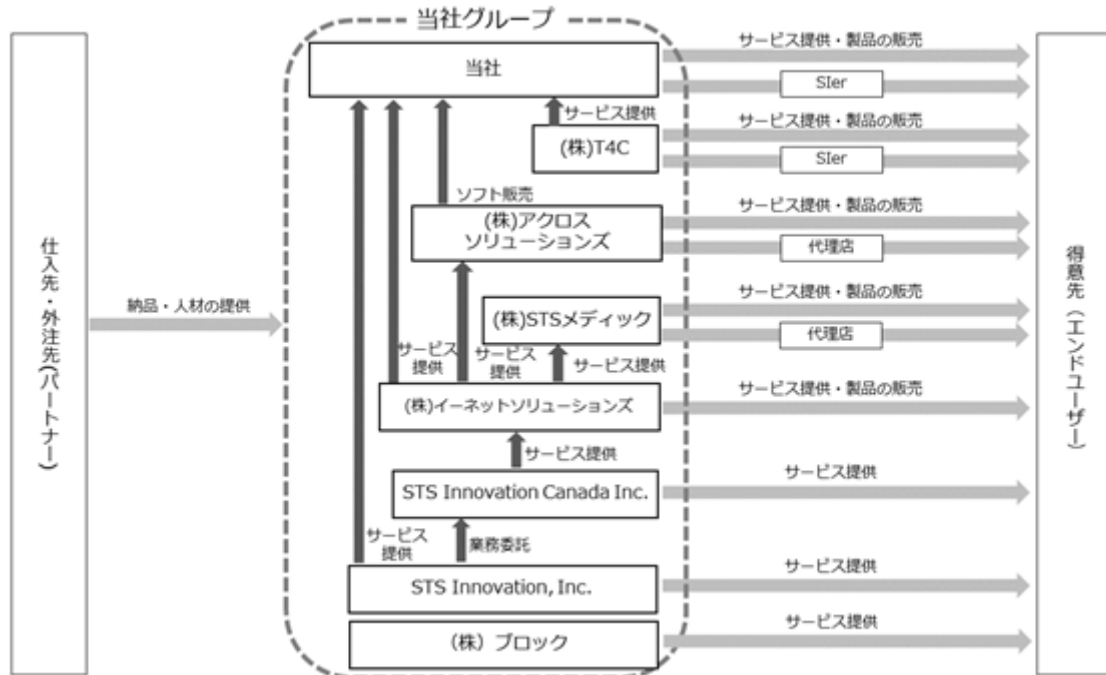 当社グループ
当社
サービス提供・製品の販売
SIer
サービス提供
(株)T4C
サービス提供・製品の販売
SIer
ソフト販売
(株)アクロス
ソリューションズ
サービス提供・製品の販売
代理店
仕入先・外注先(パートナー)
納品・人材の提供
(株)STSメディック
サービス提供・製品の販売
代理店
得意先(エンドユーザー)
サービス
提供
サービス
提供
サービス提供
(株)イーネットソリューションズ
サービス提供・製品の販売
サービス提供
STS Innovation Canada Inc.
サービス提供
サービス
提供
業務委託
STS Innovation, Inc.
サービス提供
(株)ブロック
サービス提供